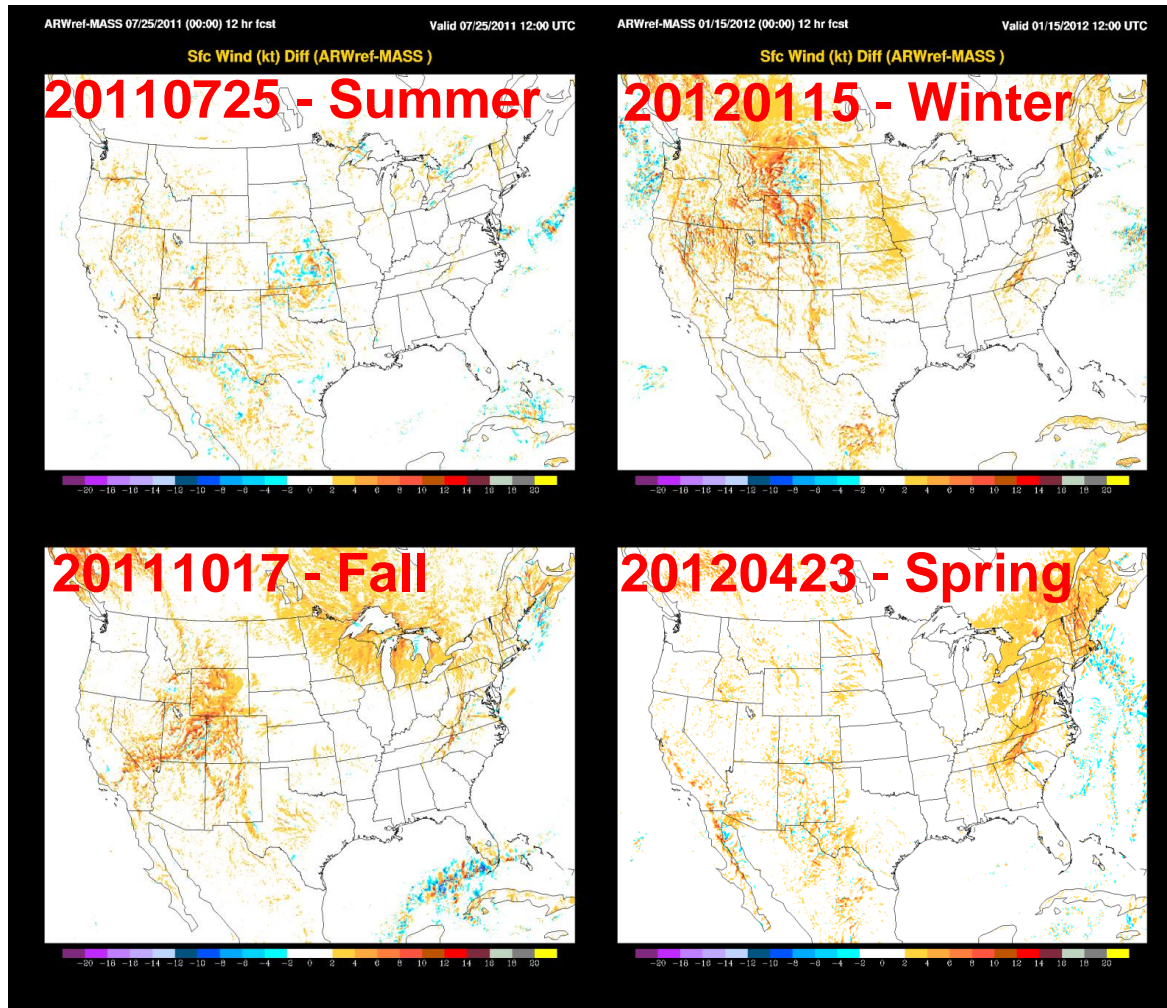 ARWref-MASS 07/25/2011 (00:00) 12 hr fcst Valid 07/25/2011 12:00 UTC
Sfc Wind (kt) Diff (ARWref-MASS )
20110725 - Summer
-20 -18 -16 -14 -12 -10 -8 -6 -4 -2 0 2 4 6 8 10 12 14 16 18 20
ARWref-MASS 01/15/2012 (00:00) 12 hr fcst Valid 01/15/2012 12:00 UTC
Sfc Wind (kt) Diff (ARWref-MASS )
20120115 - Winter
-20 -18 -16 -14 -12 -10 -8 -6 -4 -2 0 2 4 6 8 10 12 14 16 18 20
20111017 - Fall
-20 -18 -16 -14 -12 -10 -8 -6 -4 -2 0 2 4 6 8 10 12 14 16 18 20
20120423 - Spring
-20 -18 -16 -14 -12 -10 -8 -6 -4 -2 0 2 4 6 8 10 12 14 16 18 20